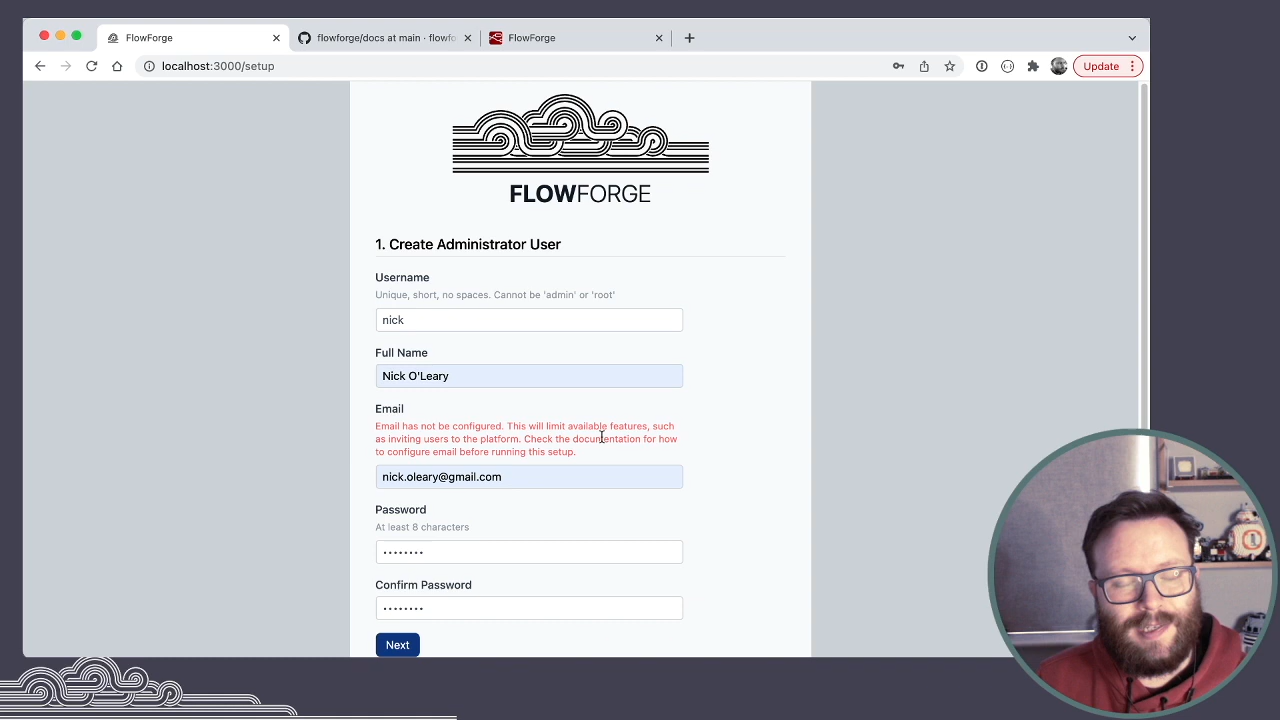 FlowForge
flowforge/docs at main · flowfo
FlowForge
localhost:3000/setup
Update
FLOWFORGE
1. Create Administrator User
Username
Unique, short, no spaces. Cannot be 'admin' or 'root'
nick
Full Name
Nick O'Leary
Email
Email has not be configured. This will limit available features, such
as inviting users to the platform. Check the documentation for how
to configure email before running this setup.
nick.oleary@gmail.com
Password
At least 8 characters
••••••••
Confirm Password
••••••••
Next